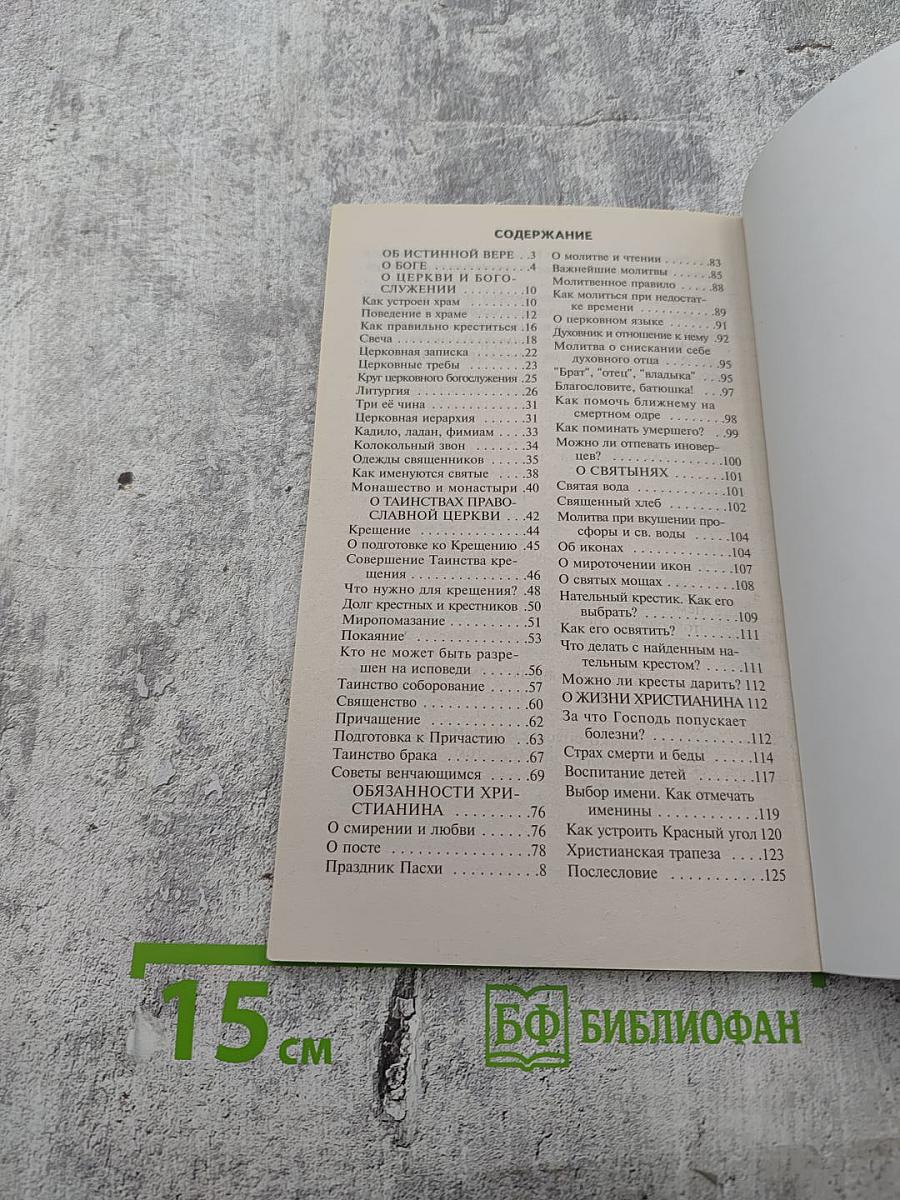 СОДЕРЖАНИЕ
ОБ ИСТИННОЙ ВЕРЕ . .3
О БОГЕ . . . . . . . . . . . . .4
О ЦЕРКВИ И БОГО-
СЛУЖЕНИИ . . . . . . . . .10
Как устроен храм . . . . . . .10
Поведение в храме . . . . . . .12
Как правильно креститься .16
Свеча . . . . . . . . . . . . . . . . .18
Церковная записка . . . . . . .22
Церковные требы . . . . . . . .23
Круг церковного богослужения .25
Литургия . . . . . . . . . . . . . .26
Три её чина . . . . . . . . . . . .31
Церковная иерархия . . . . . .31
Кадило, ладан, фимиам . . . .33
Колокольный звон . . . . . . . .34
Одежды священников . . . . .35
Как именуются святые . . . .38
Монашество и монастыри .40
О ТАИНСТВАХ ПРАВО-
СЛАВНОЙ ЦЕРКВИ . . .42
Крещение . . . . . . . . . . . . . .44
О подготовке ко Крещению .45
Совершение Таинства кре-
щения . . . . . . . . . . . . . .46
Что нужно для крещения? .48
Долг крестных и крестников .50
Миропомазание . . . . . . . . .51
Покаяние . . . . . . . . . . . . .53
Кто не может быть разре-
шен на исповеди . . . . . .56
Таинство соборование . . . . .57
Священство . . . . . . . . . . . .60
Причащение . . . . . . . . . . . .62
Подготовка к Причастию . .63
Таинство брака . . . . . . . . . .67
Советы венчающимся . . . . .69
ОБЯЗАННОСТИ ХРИ-
СТИАНИНА . . . . . . . . .76
О смирении и любви . . . . . .76
О посте . . . . . . . . . . . . . . .78
Праздник Пасхи . . . . . . . . .8
О молитве и чтении . . . . .83
Важнейшие молитвы . . . . .85
Молитвенное правило . . . . .88
Как молиться при недостат-
ке времени . . . . . . . . . .89
О церковном языке . . . . . . .91
Духовник и отношение к нему .92
Молитва о снискании себе
духовного отца . . . . . . . .95
"Брат", "отец", "владыка" . . .95
Благословите, батюшка! . . .97
Как помочь ближнему на
смертном одре . . . . . . . .98
Как поминать умершего? . .99
Можно ли отпевать иновер-
цев? . . . . . . . . . . . . . . .100
О СВЯТЫНЯХ . . . . . . .101
Святая вода . . . . . . . . . . .101
Священный хлеб . . . . . . . .102
Молитва при вкушении про-
сфоры и св. воды . . . . .104
Об иконах . . . . . . . . . . . .104
О мироточении икон . . . . .107
О святых мощах . . . . . . . .108
Нательный крестик. Как его
выбрать? . . . . . . . . . . .109
Как его освятить? . . . . . . .111
Что делать с найденным на-
тельным крестом? . . . . .111
Можно ли кресты дарить? 112
О ЖИЗНИ ХРИСТИАНИНА 112
За что Господь попускает
болезни? . . . . . . . . . . .112
Страх смерти и беды . . . . .114
Воспитание детей . . . . . . .117
Выбор имени. Как отмечать
именины . . . . . . . . . . . .119
Как устроить Красный угол 120
Христианская трапеза . . . .123
Послесловие . . . . . . . . . . .125
15 см
БФ БИБЛИОФАН